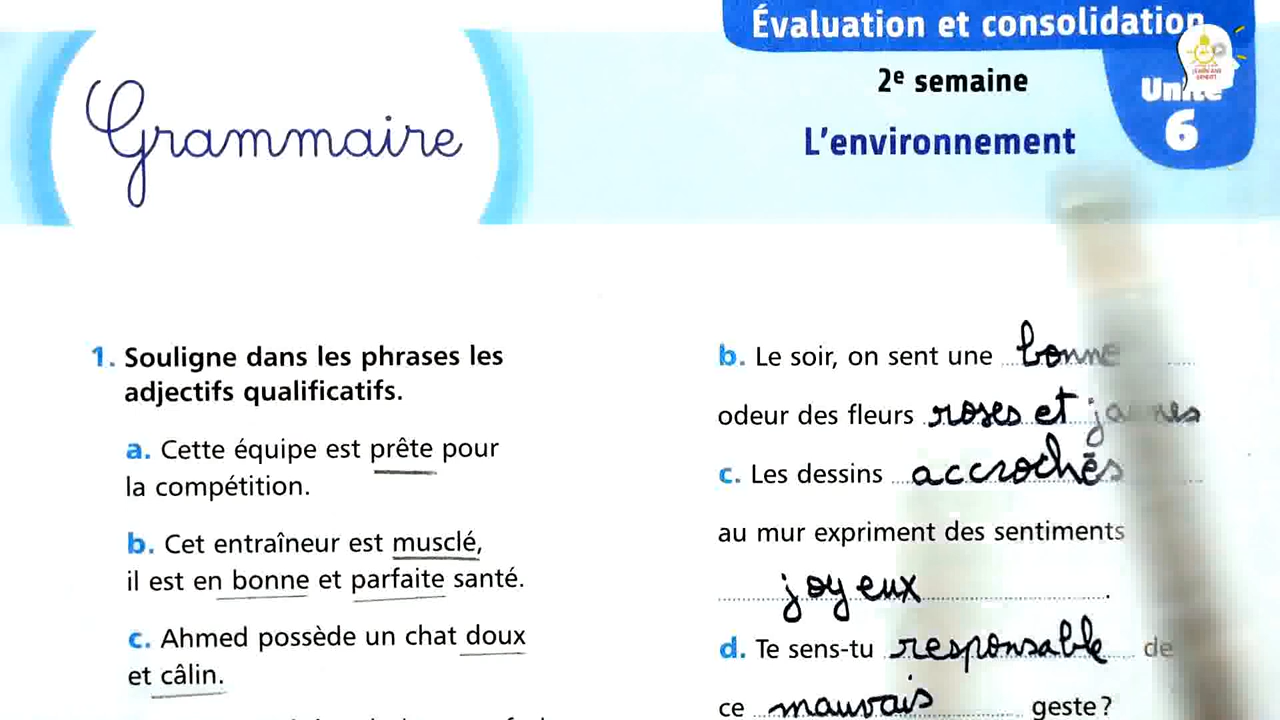 Évaluation et consolidation
2e semaine
Unité
6
L'environnement
Grammaire
1. Souligne dans les phrases les
adjectifs qualificatifs.
a. Cette équipe est prête pour
la compétition.
b. Cet entraîneur est musclé,
il est en bonne et parfaite santé.
c. Ahmed possède un chat doux
et câlin.
b. Le soir, on sent une bonne
odeur des fleurs roses et jaunes
c. Les dessins accrochés
au mur expriment des sentiments
joyeux.
d. Te sens-tu responsable de
ce mauvais geste ?